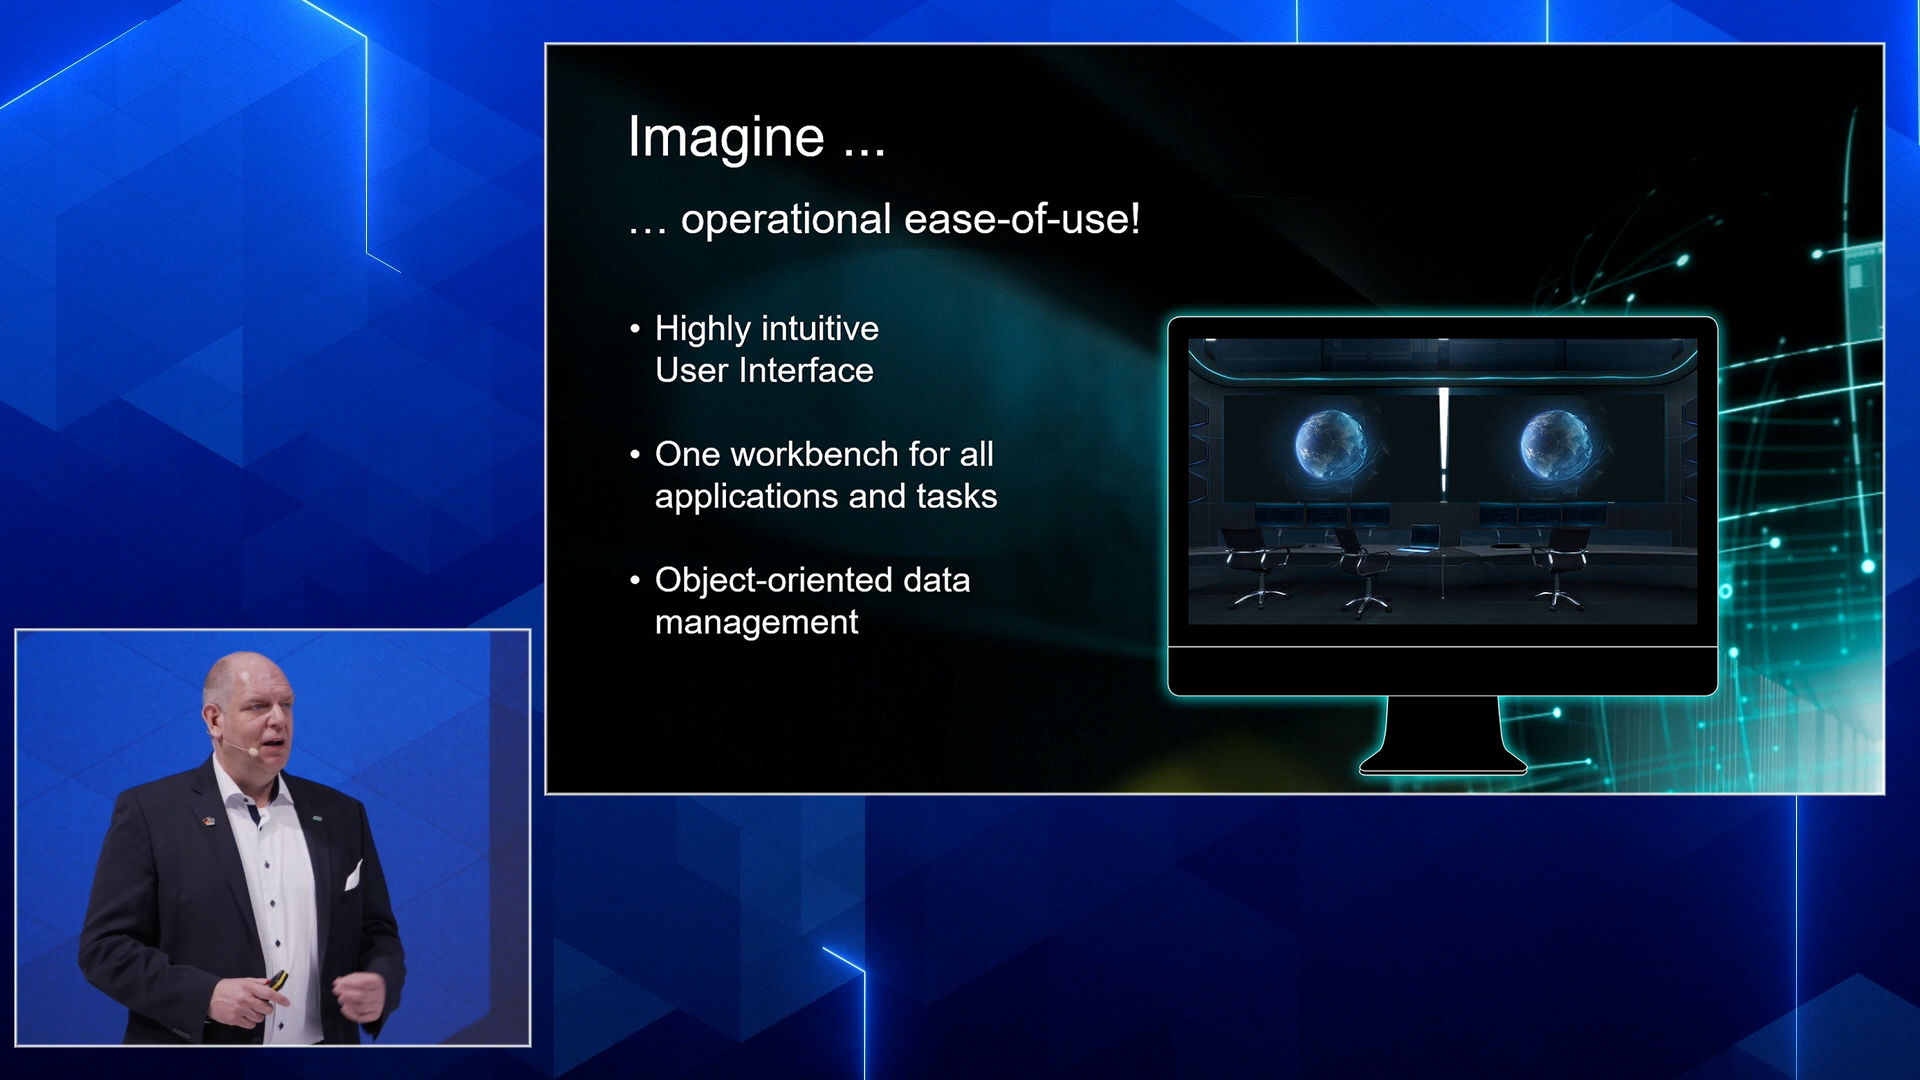 Imagine ...
... operational ease-of-use!
• Highly intuitive
User Interface
• One workbench for all
applications and tasks
• Object-oriented data
management